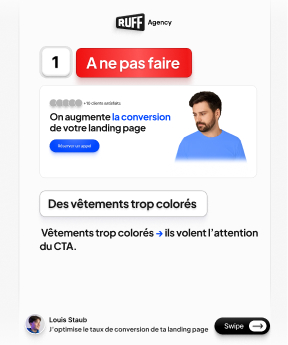 RUFF Agency
1 A ne pas faire
+10 clients satisfaits
On augmente la conversion
de votre landing page
Réserver un appel
Des vêtements trop colorés
Vêtements trop colorés → ils volent l'attention
du CTA.
Louis Staub
J'optimise le taux de conversion de ta landing page
Swipe →